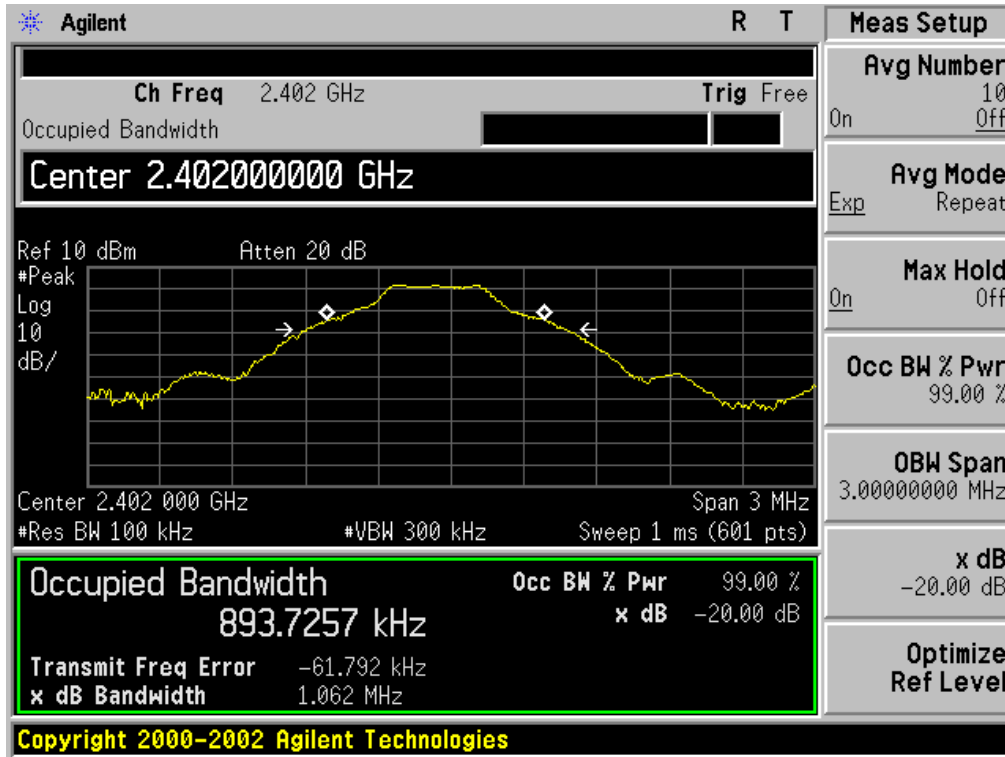 Agilent R T
Ch Freq 2.402 GHz Trig Free
Occupied Bandwidth
Center 2.402000000 GHz
Ref 10 dBm Atten 20 dB
#Peak
Log
10
dB/
Center 2.402 000 GHz Span 3 MHz
#Res BW 100 kHz #VBW 300 kHz Sweep 1 ms (601 pts)
Occupied Bandwidth Occ BW % Pwr 99.00 %
893.7257 kHz x dB -20.00 dB
Transmit Freq Error -61.792 kHz
x dB Bandwidth 1.062 MHz
Copyright 2000-2002 Agilent Technologies
Meas Setup
Avg Number
10
On Off
Avg Mode
Exp Repeat
Max Hold
On Off
Occ BW % Pwr
99.00 %
OBW Span
3.00000000 MHz
x dB
-20.00 dB
Optimize
Ref Level